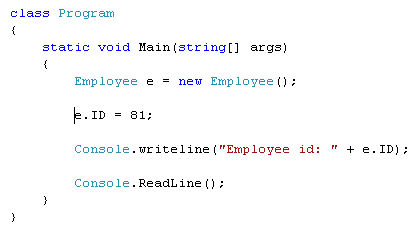 class Program
{
    static void Main(string[] args)
    {
        Employee e = new Employee();
        e.ID = 81;
        Console.writeline("Employee id: " + e.ID);
        Console.ReadLine();
    }
}